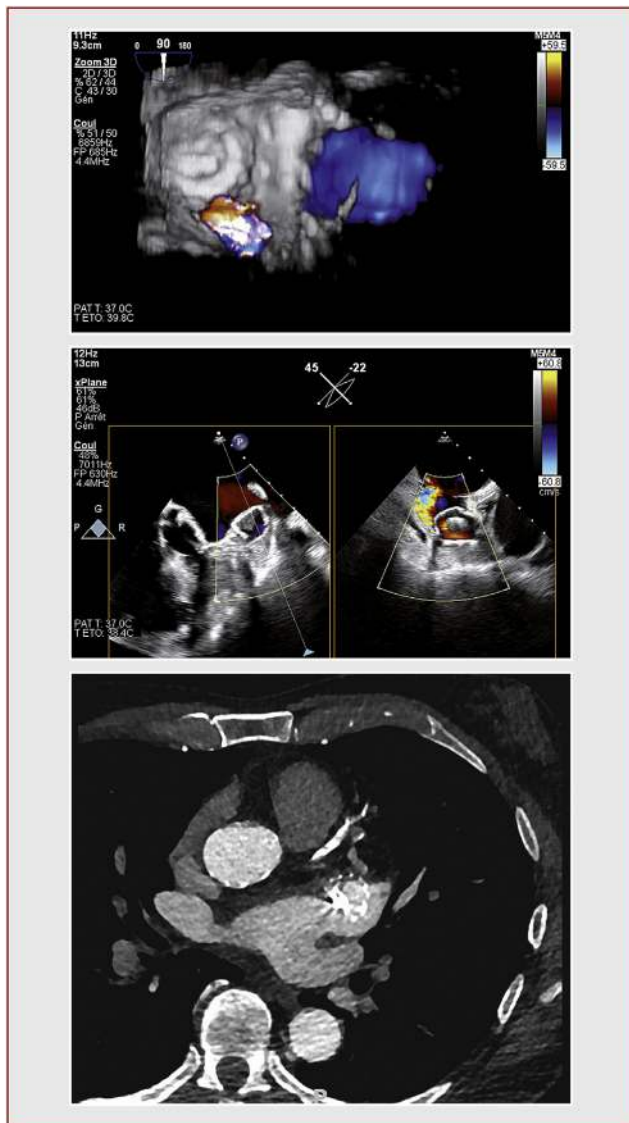 11Hz
9.3cm
0 90 180
M5M4
+59.5
Zoom 3D
2D / 3D
% 62 / 44
C 43 / 30
Gén
Coul
% 51 / 50
6859Hz
FP 685Hz
4.4MHz
-59.5
PAT T: 37.0C
T ETO: 39.8C
12Hz
13cm
45 -22
M5M4
+60.8
xPlane
61%
61%
46dB
P Arrêt
Gén
P
Coul
48%
7011Hz
FP 630Hz
4.4MHz
-60.8
cm/s
G
P R
PAT T: 37.0C
T ETO: 38.4C